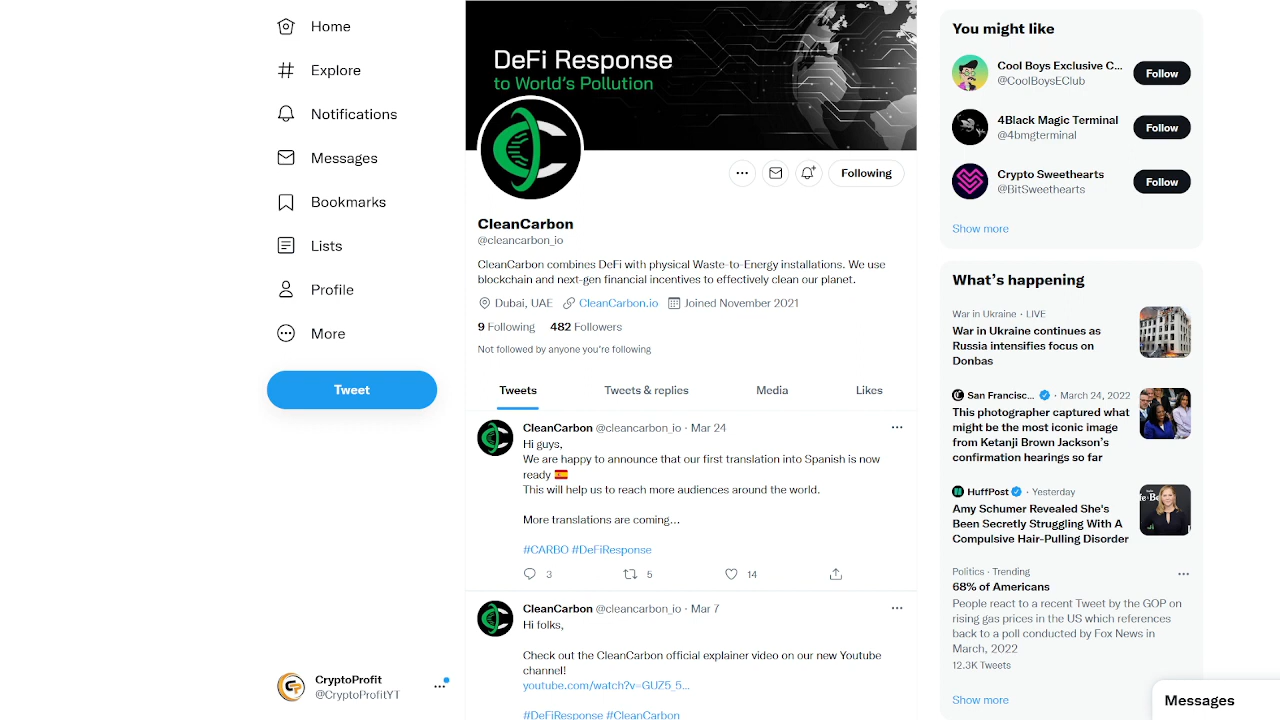 Home
Explore
Notifications
Messages
Bookmarks
Lists
Profile
More
Tweet
CryptoProfit
@CryptoProfitYT
DeFi Response
to World's Pollution
Following
CleanCarbon
@cleancarbon_io
CleanCarbon combines DeFi with physical Waste-to-Energy installations. We use
blockchain and next-gen financial incentives to effectively clean our planet.
Dubai, UAE CleanCarbon.io Joined November 2021
9 Following 482 Followers
Not followed by anyone you're following
Tweets Tweets & replies Media Likes
CleanCarbon @cleancarbon_io · Mar 24
Hi guys,
We are happy to announce that our first translation into Spanish is now
ready 🇪🇸
This will help us to reach more audiences around the world.
More translations are coming...
#CARBO #DeFiResponse
3 5 14
CleanCarbon @cleancarbon_io · Mar 7
Hi folks,
Check out the CleanCarbon official explainer video on our new Youtube
channel!
youtube.com/watch?v=GUZ5_5...
#DeFiResponse #CleanCarbon
You might like
Cool Boys Exclusive C...
@CoolBoysEClub
Follow
4Black Magic Terminal
@4bmgterminal
Follow
Crypto Sweethearts
@BitSweethearts
Follow
Show more
What's happening
War in Ukraine · LIVE
War in Ukraine continues as
Russia intensifies focus on
Donbas
San Francisc... · March 24, 2022
This photographer captured what
might be the most iconic image
from Ketanji Brown Jackson's
confirmation hearings so far
HuffPost · Yesterday
Amy Schumer Revealed She's
Been Secretly Struggling With A
Compulsive Hair-Pulling Disorder
Politics · Trending
68% of Americans
People react to a recent Tweet by the GOP on
rising gas prices in the US which references
back to a poll conducted by Fox News in
March, 2022
12.3K Tweets
Show more
Messages